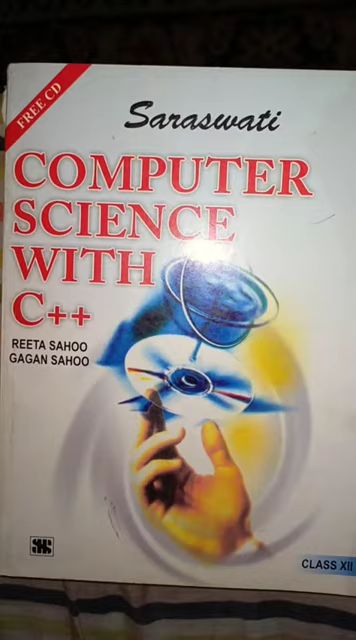 FREE CD
Saraswati
COMPUTER
SCIENCE
WITH
C++
REETA SAHOO
GAGAN SAHOO
CLASS XII